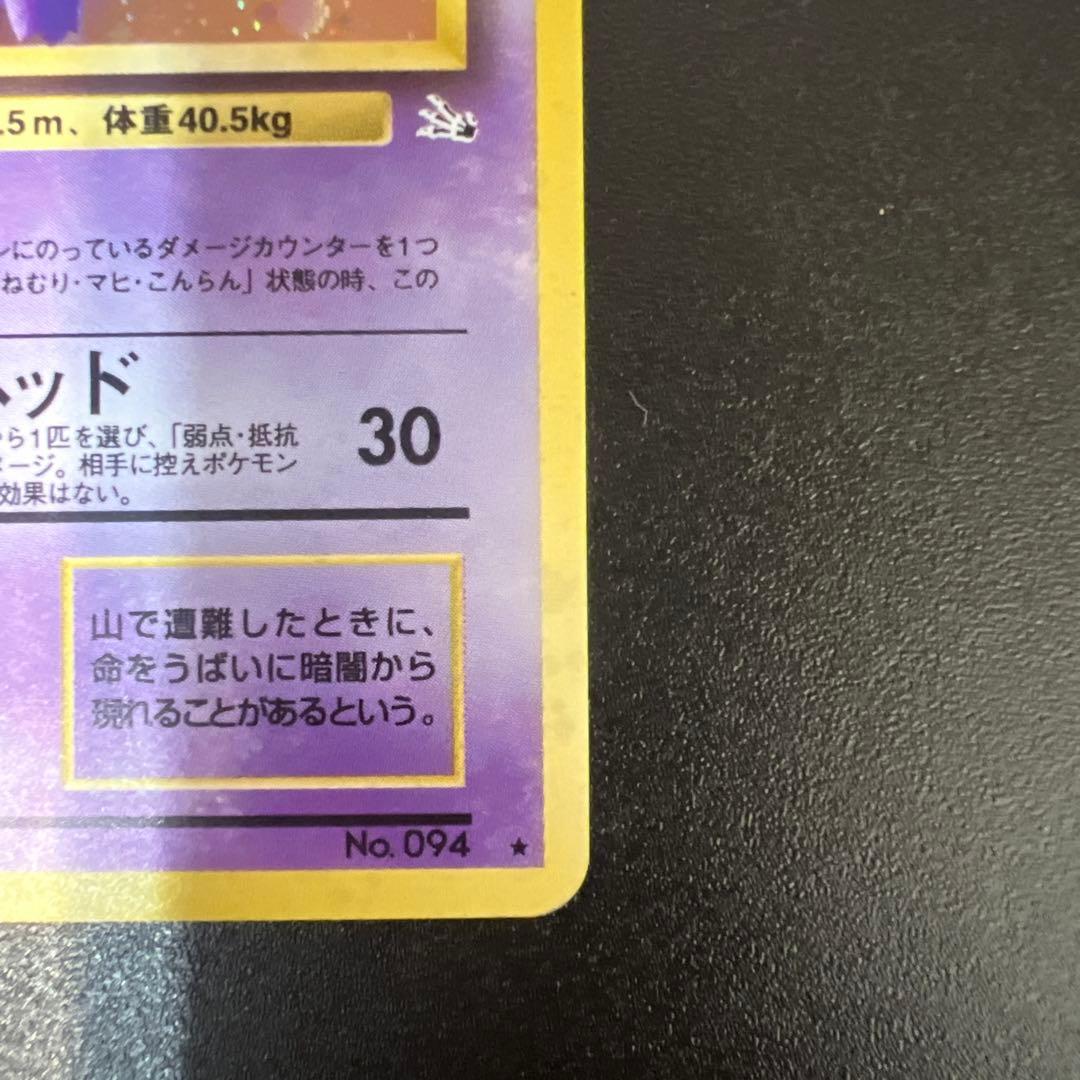 .5m、体重40.5kg
にのっているダメージカウンターを1つ
ねむり・マヒ・こんらん」状態の時、この
ッド
ら1匹を選び、「弱点・抵抗
30
メージ。相手に控えポケモン
効果はない。
山で遭難したときに、
命をうばいに暗闇から
現れることがあるという。
No.094 ★